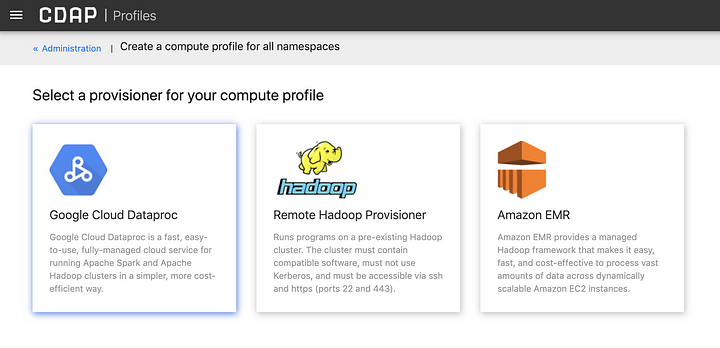 CDAP | Profiles
« Administration | Create a compute profile for all namespaces
Select a provisioner for your compute profile
Google Cloud Dataproc
Google Cloud Dataproc is a fast, easy-
to-use, fully-managed cloud service for
running Apache Spark and Apache
Hadoop clusters in a simpler, more cost-
efficient way.
hadoop
Remote Hadoop Provisioner
Runs programs on a pre-existing Hadoop
cluster. The cluster must contain
compatible software, must not use
Kerberos, and must be accessible via ssh
and https (ports 22 and 443).
Amazon EMR
Amazon EMR provides a managed
Hadoop framework that makes it easy,
fast, and cost-effective to process vast
amounts of data across dynamically
scalable Amazon EC2 instances.